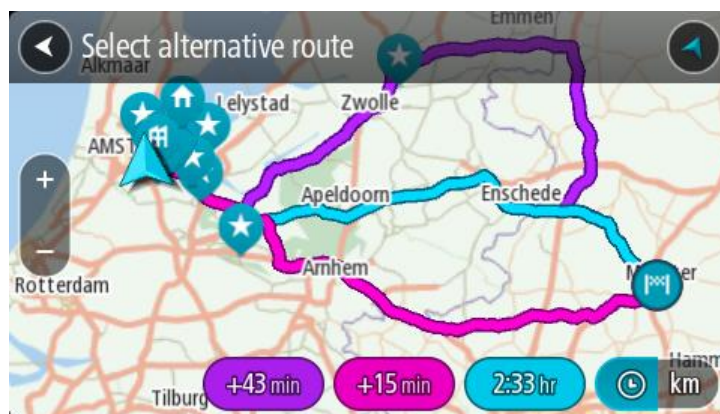 Emmen
Select alternative route
Alkmaar
Lelystad
Zwolle
+
Apeldoorn
Enschede
−
Arnhem
Rotterdam
Tilburg
+43 min
+15 min
2:33 hr
km